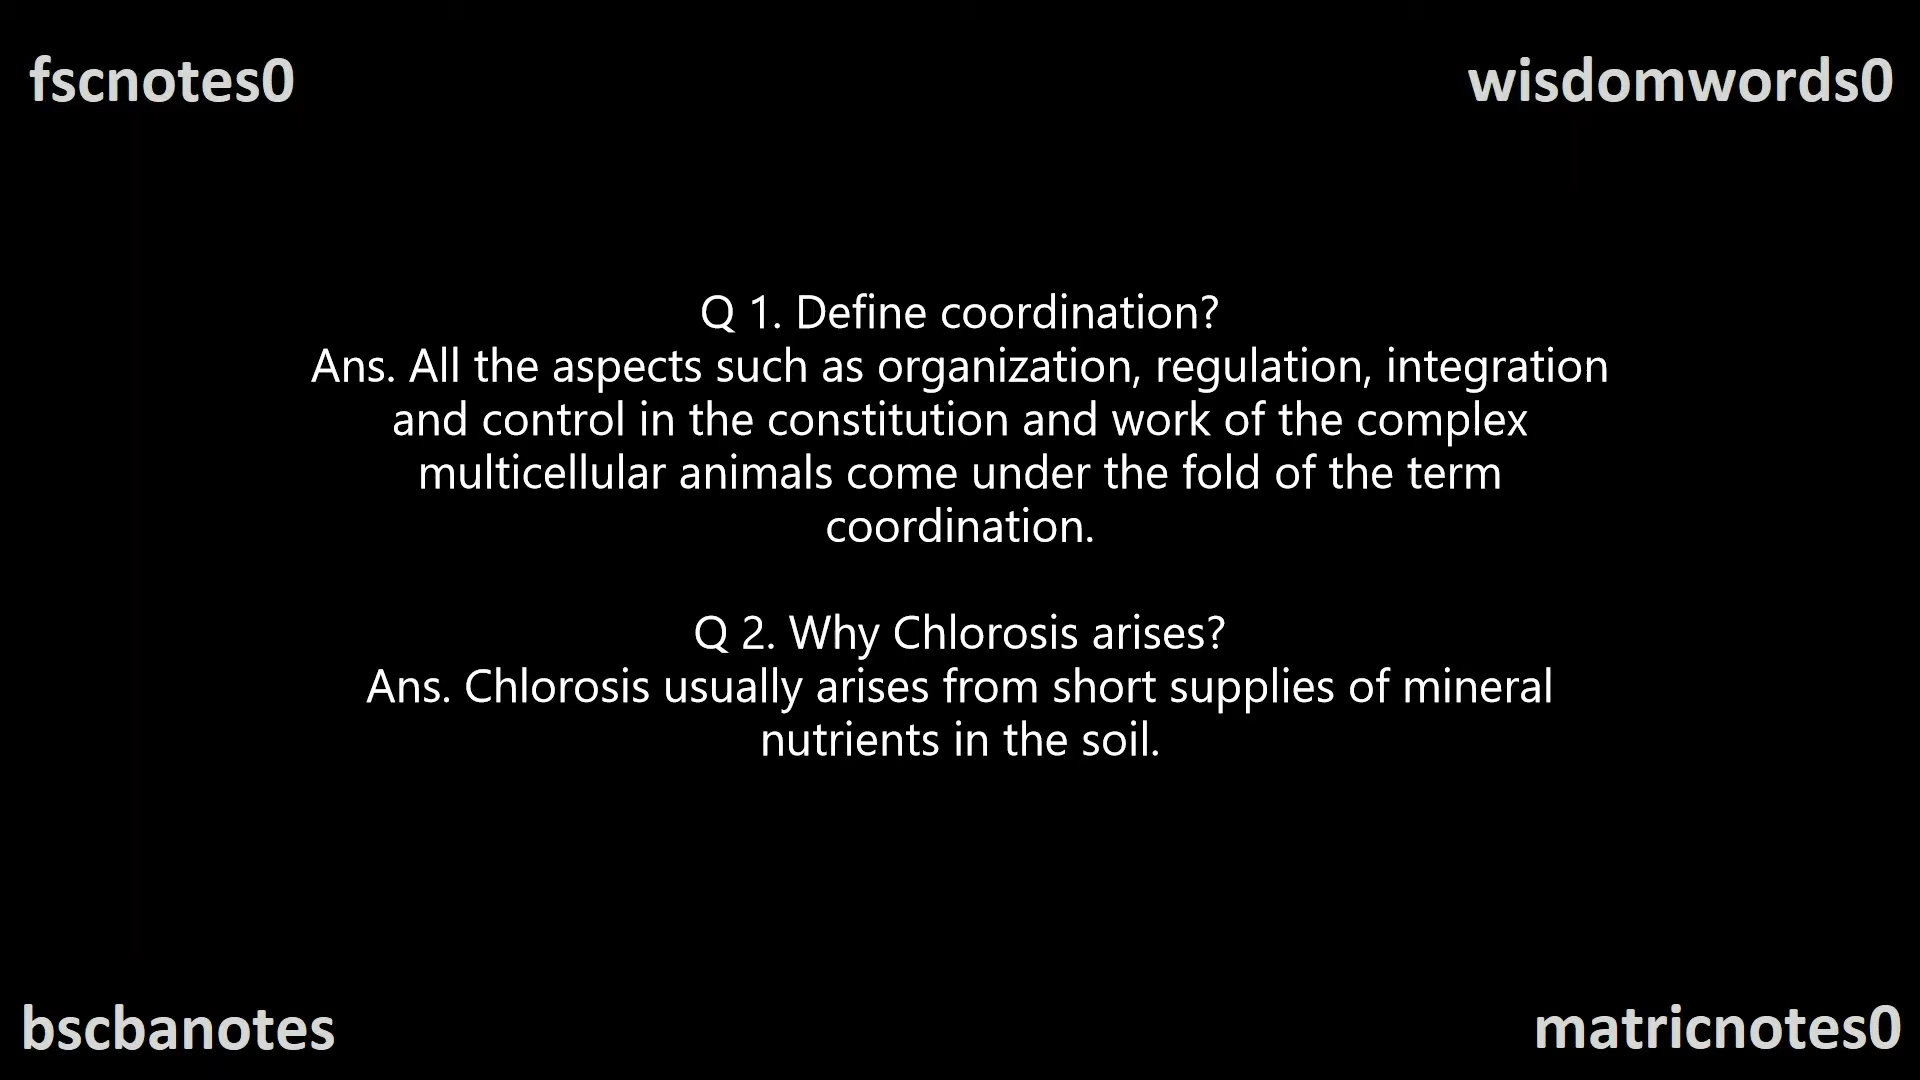 fscnotes0
wisdomwords0
Q 1. Define coordination?
Ans. All the aspects such as organization, regulation, integration
and control in the constitution and work of the complex
multicellular animals come under the fold of the term
coordination.
Q 2. Why Chlorosis arises?
Ans. Chlorosis usually arises from short supplies of mineral
nutrients in the soil.
bscbanotes
matricnotes0